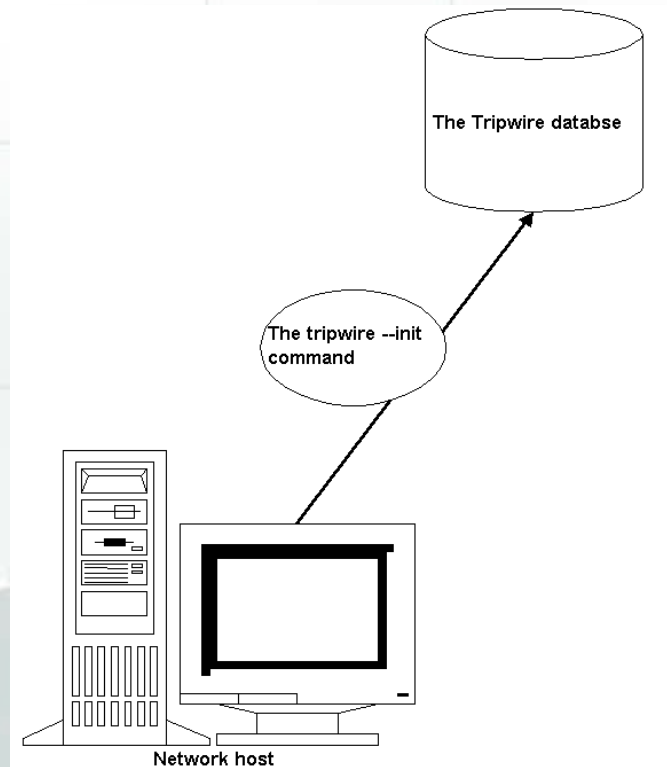 The Tripwire databse
The tripwire --init
command
Network host